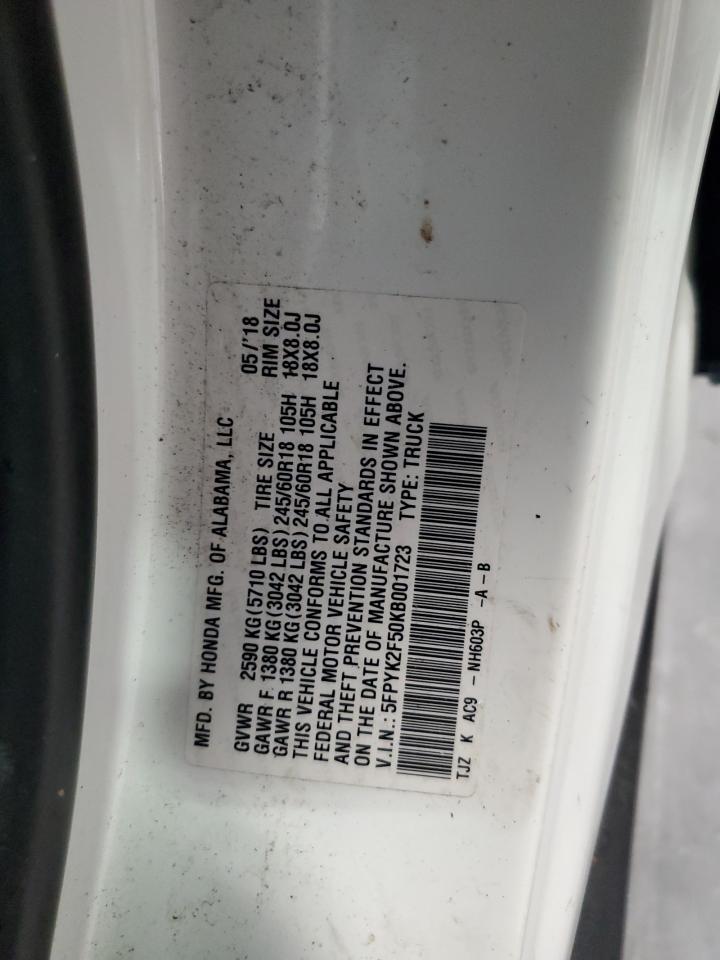 MFD. BY HONDA MFG. OF ALABAMA, LLC 05/'18
GVWR 2590 KG(5710 LBS) TIRE SIZE RIM SIZE
GAWR F 1380 KG(3042 LBS) 245/60R18 105H 18X8.0J
GAWR R 1380 KG(3042 LBS) 245/60R18 105H 18X8.0J
THIS VEHICLE CONFORMS TO ALL APPLICABLE
FEDERAL MOTOR VEHICLE SAFETY
AND THEFT PREVENTION STANDARDS IN EFFECT
ON THE DATE OF MANUFACTURE SHOWN ABOVE.
V.I.N.: 5FPYK2F50KB001723 TYPE: TRUCK
TJZ K AC9 - NH603P -A -B